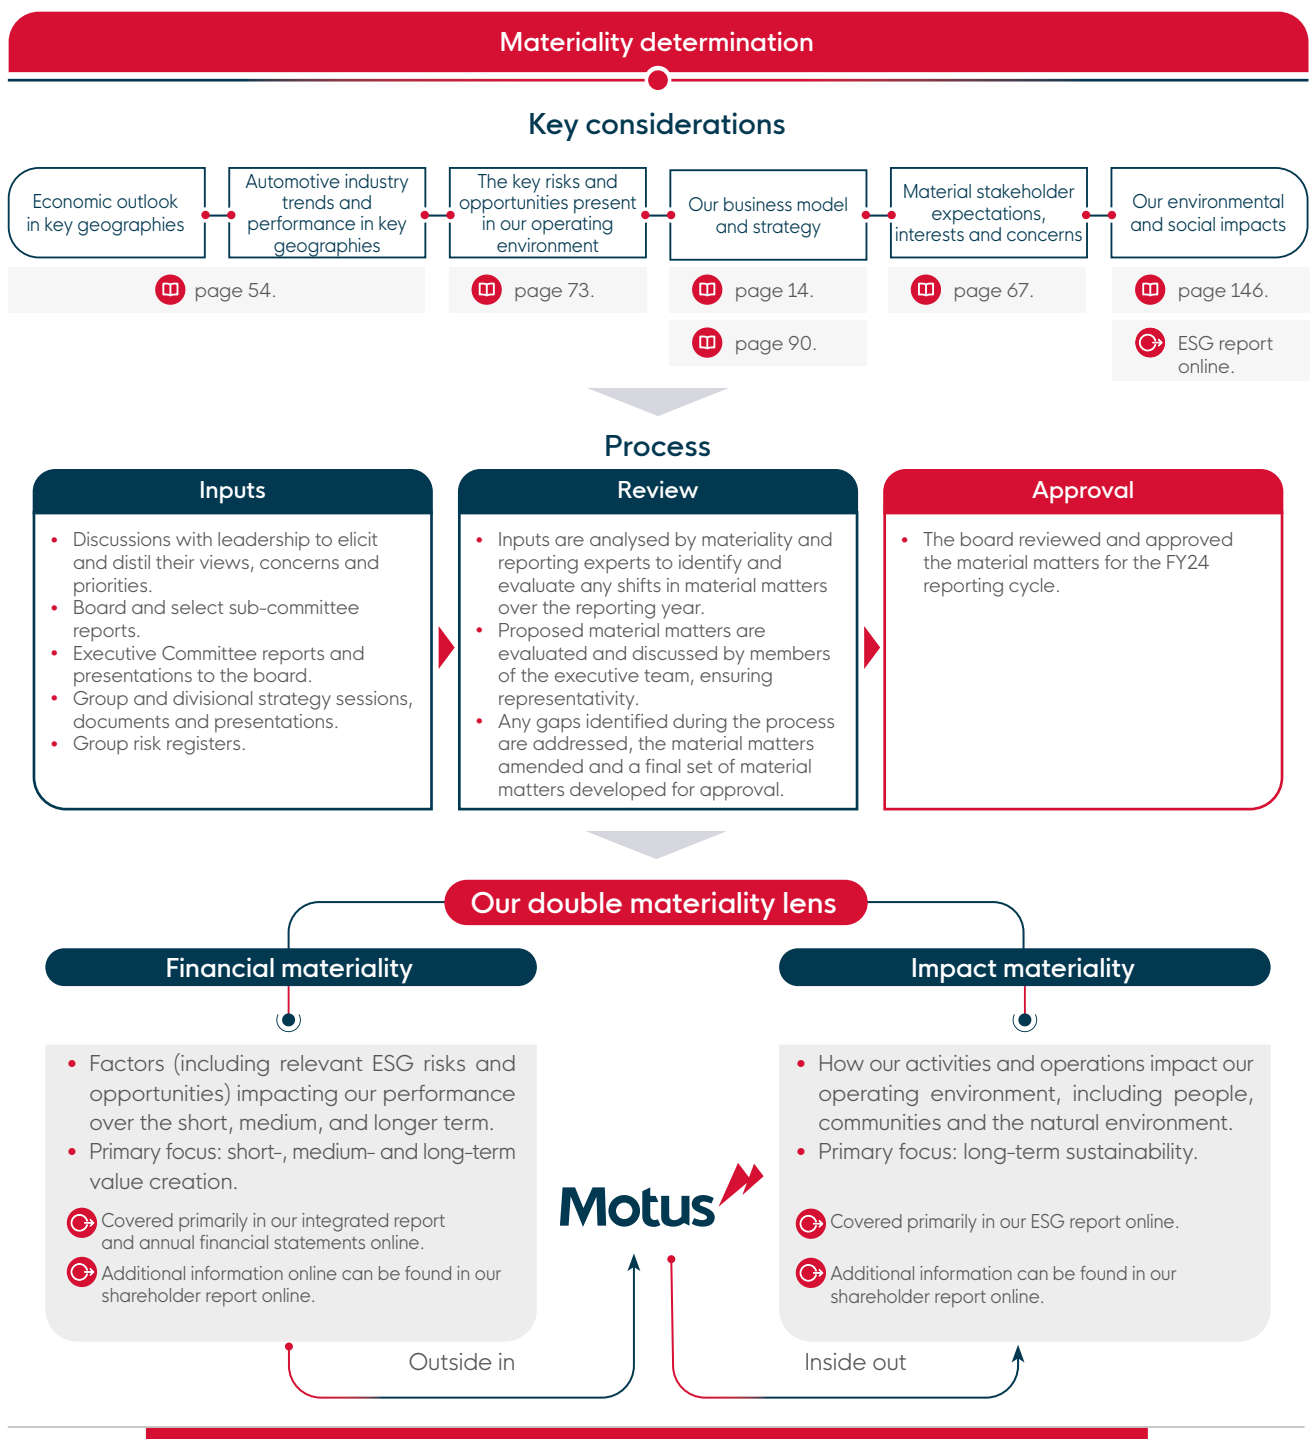 Materiality determination
Key considerations
Economic outlook
in key geographies
Automotive industry
trends and
performance in key
geographies
The key risks and
opportunities present
in our operating
environment
Our business model
and strategy
Material stakeholder
expectations,
interests and concerns
Our environmental
and social impacts
page 54.
page 73.
page 14.
page 67.
page 146.
page 90.
ESG report
online.
Process
Inputs
• Discussions with leadership to elicit
and distil their views, concerns and
priorities.
• Board and select sub-committee
reports.
• Executive Committee reports and
presentations to the board.
• Group and divisional strategy sessions,
documents and presentations.
• Group risk registers.
Review
• Inputs are analysed by materiality and
reporting experts to identify and
evaluate any shifts in material matters
over the reporting year.
• Proposed material matters are
evaluated and discussed by members
of the executive team, ensuring
representativity.
• Any gaps identified during the process
are addressed, the material matters
amended and a final set of material
matters developed for approval.
Approval
• The board reviewed and approved
the material matters for the FY24
reporting cycle.
Our double materiality lens
Financial materiality
• Factors (including relevant ESG risks and
opportunities) impacting our performance
over the short, medium, and longer term.
• Primary focus: short-, medium- and long-term
value creation.
Covered primarily in our integrated report
and annual financial statements online.
Additional information online can be found in our
shareholder report online.
Motus
Impact materiality
• How our activities and operations impact our
operating environment, including people,
communities and the natural environment.
• Primary focus: long-term sustainability.
Covered primarily in our ESG report online.
Additional information can be found in our
shareholder report online.
Outside in
Inside out